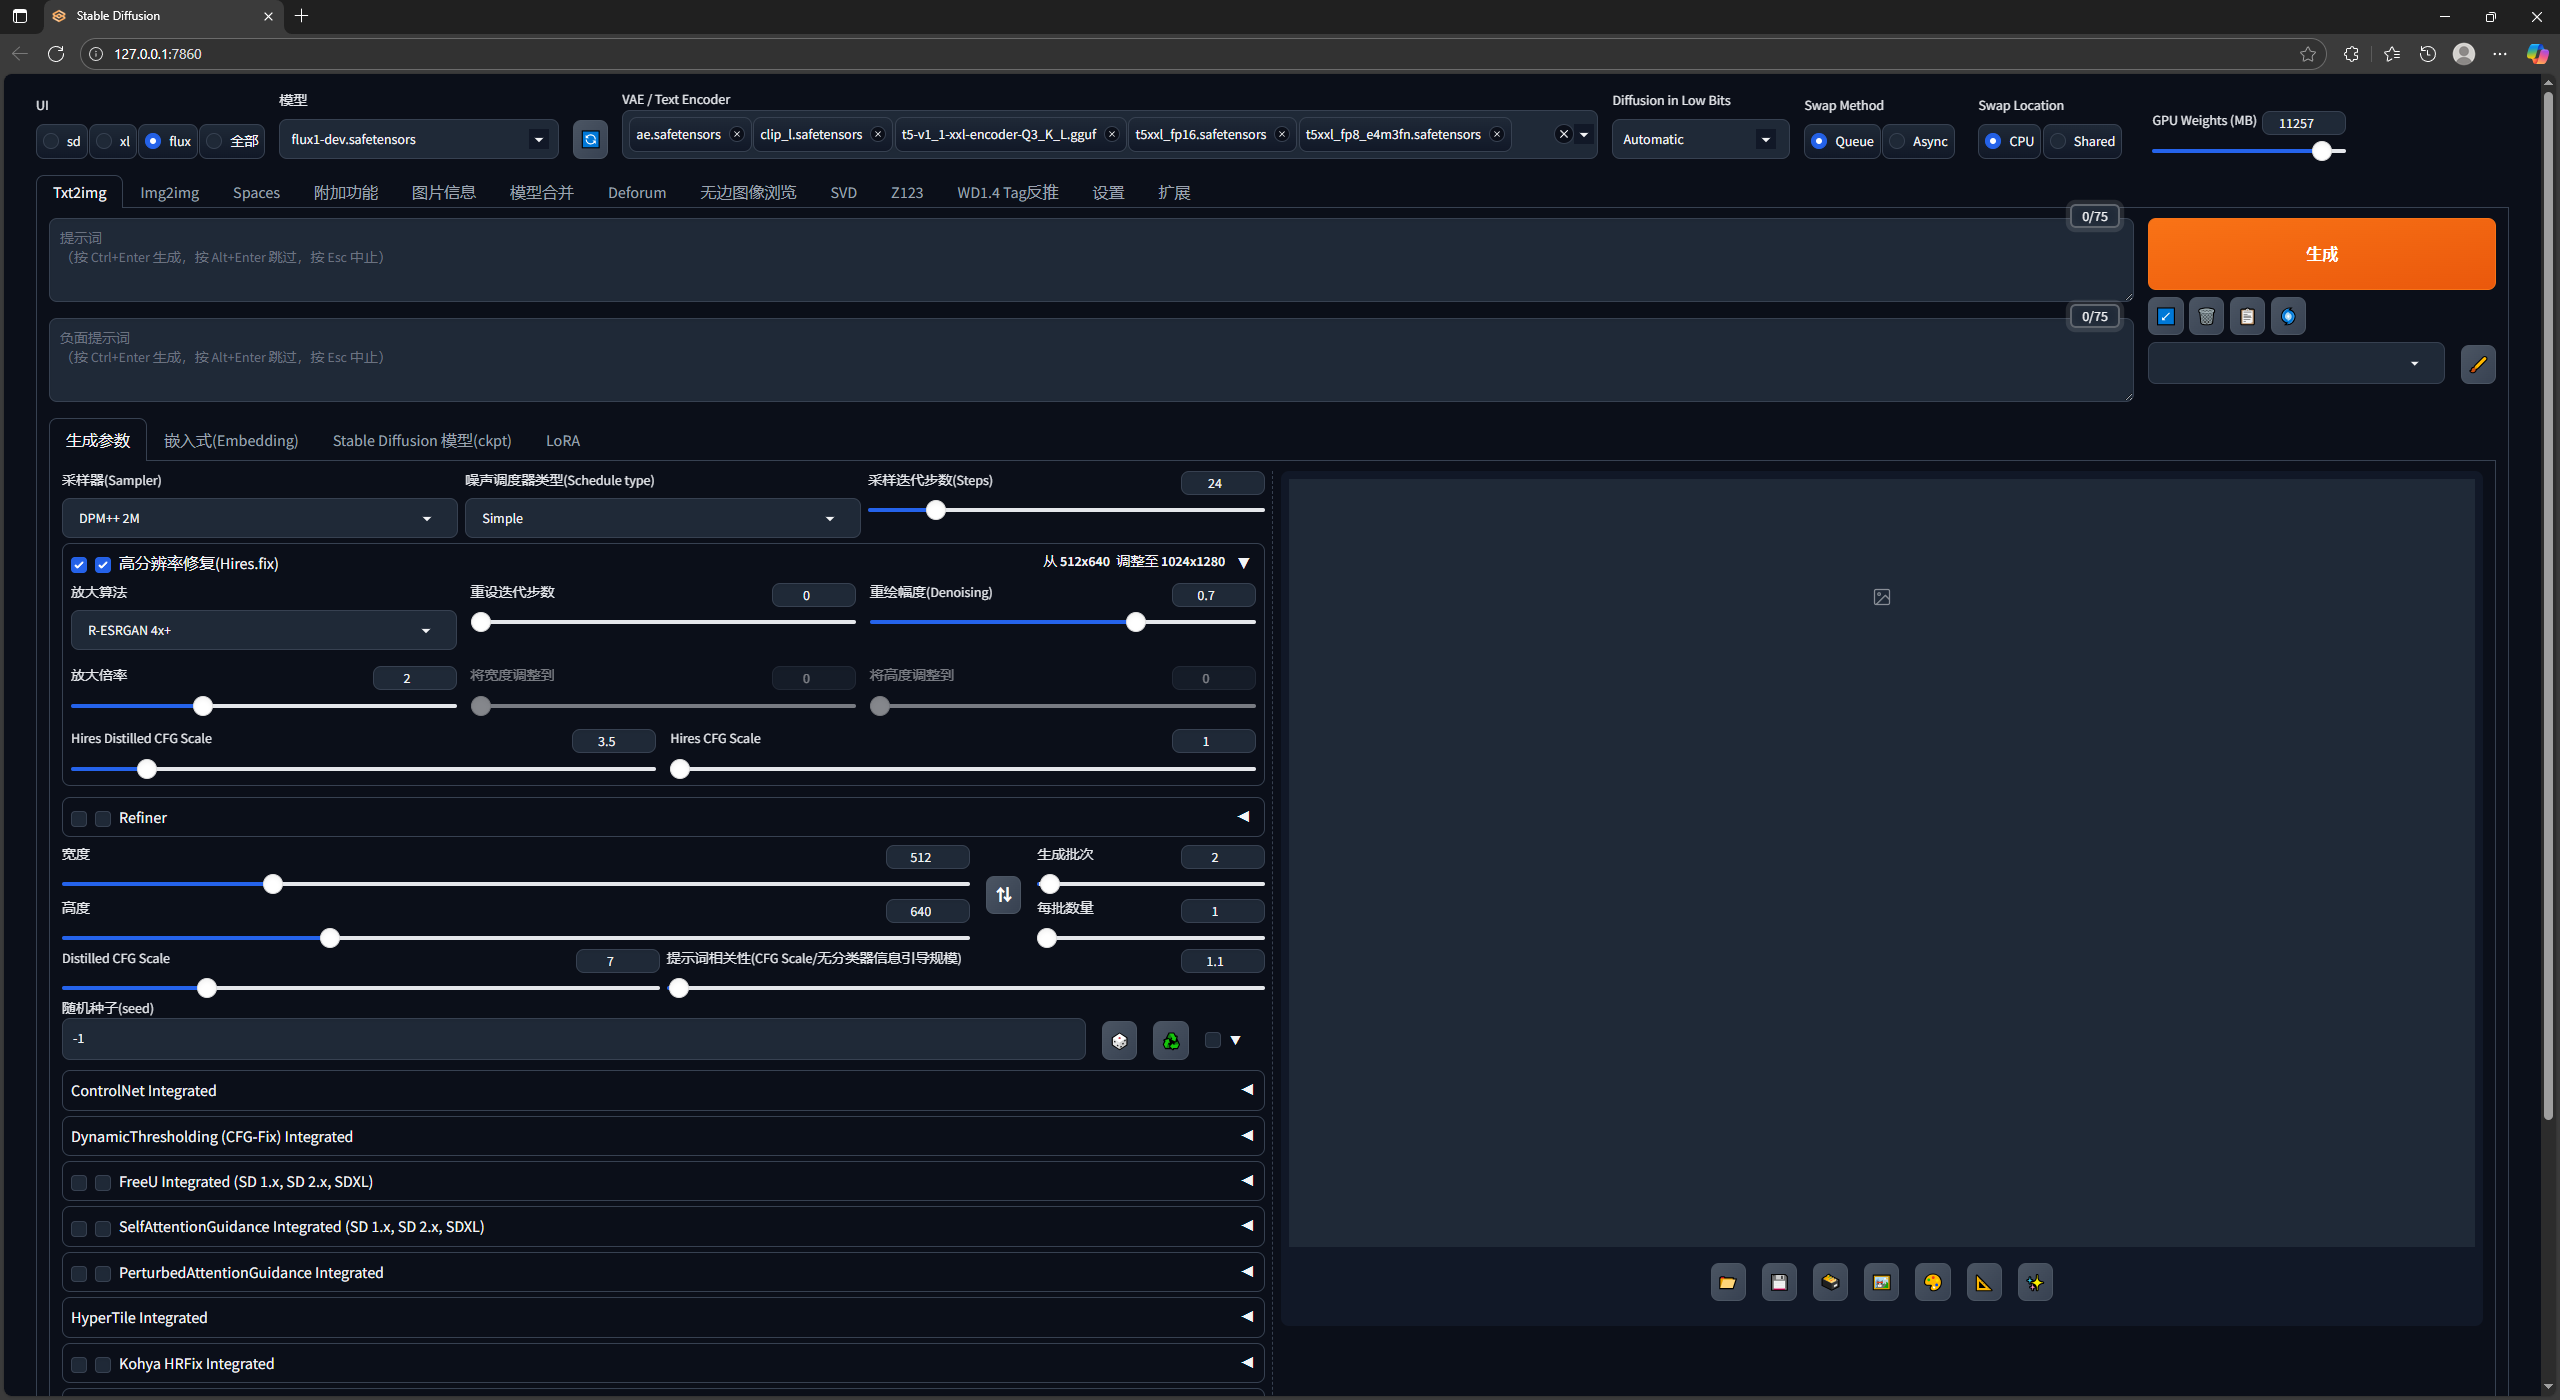 Stable Diffusion
127.0.0.1:7860
UI
sd
xl
flux
全部
模型
flux1-dev.safetensors
VAE / Text Encoder
ae.safetensors
clip_l.safetensors
t5-v1_1-xxl-encoder-Q3_K_L.gguf
t5xxl_fp16.safetensors
t5xxl_fp8_e4m3fn.safetensors
Diffusion in Low Bits
Automatic
Swap Method
Queue
Async
Swap Location
CPU
Shared
GPU Weights (MB)
11257
Txt2img
Img2img
Spaces
附加功能
图片信息
模型合并
Deforum
无边图像浏览
SVD
Z123
WD1.4 Tag反推
设置
扩展
0/75
提示词
（按 Ctrl+Enter 生成，按 Alt+Enter 跳过，按 Esc 中止）
生成
0/75
负面提示词
（按 Ctrl+Enter 生成，按 Alt+Enter 跳过，按 Esc 中止）
生成参数
嵌入式(Embedding)
Stable Diffusion 模型(ckpt)
LoRA
采样器(Sampler)
DPM++ 2M
噪声调度器类型(Schedule type)
Simple
采样迭代步数(Steps)
24
高分辨率修复(Hires.fix)
从 512x640 调整至 1024x1280
放大算法
R-ESRGAN 4x+
重设迭代步数
0
重绘幅度(Denoising)
0.7
放大倍率
2
将宽度调整到
0
将高度调整到
0
Hires Distilled CFG Scale
3.5
Hires CFG Scale
1
Refiner
宽度
512
生成批次
2
高度
640
每批数量
1
Distilled CFG Scale
7
提示词相关性(CFG Scale/无分类器信息引导规模)
1.1
随机种子(seed)
-1
ControlNet Integrated
DynamicThresholding (CFG-Fix) Integrated
FreeU Integrated (SD 1.x, SD 2.x, SDXL)
SelfAttentionGuidance Integrated (SD 1.x, SD 2.x, SDXL)
PerturbedAttentionGuidance Integrated
HyperTile Integrated
Kohya HRFix Integrated